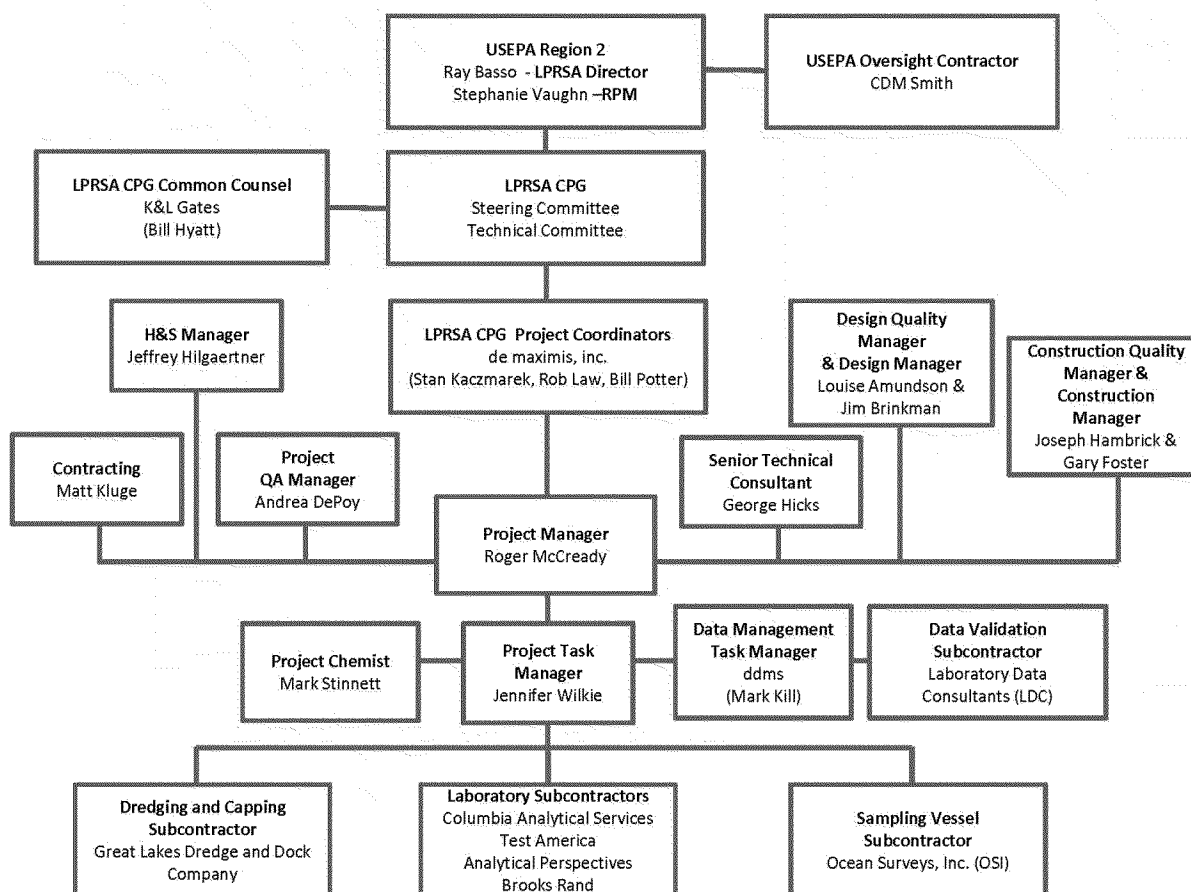 USEPA Region 2
Ray Basso - LPRSA Director
Stephanie Vaughn –RPM
USEPA Oversight Contractor
CDM Smith
LPRSA CPG Common Counsel
K&L Gates
(Bill Hyatt)
LPRSA CPG
Steering Committee
Technical Committee
H&S Manager
Jeffrey Hilgaertner
LPRSA CPG Project Coordinators
de maximis, inc.
(Stan Kaczmarek, Rob Law, Bill Potter)
Design Quality
Manager
& Design Manager
Louise Amundson &
Jim Brinkman
Construction Quality
Manager &
Construction
Manager
Joseph Hambrick &
Gary Foster
Contracting
Matt Kluge
Project
QA Manager
Andrea DePoy
Senior Technical
Consultant
George Hicks
Project Manager
Roger McCready
Project Chemist
Mark Stinnett
Project Task
Manager
Jennifer Wilkie
Data Management
Task Manager
ddms
(Mark Kill)
Data Validation
Subcontractor
Laboratory Data
Consultants (LDC)
Dredging and Capping
Subcontractor
Great Lakes Dredge and Dock
Company
Laboratory Subcontractors
Columbia Analytical Services
Test America
Analytical Perspectives
Brooks Rand
Sampling Vessel
Subcontractor
Ocean Surveys, Inc. (OSI)